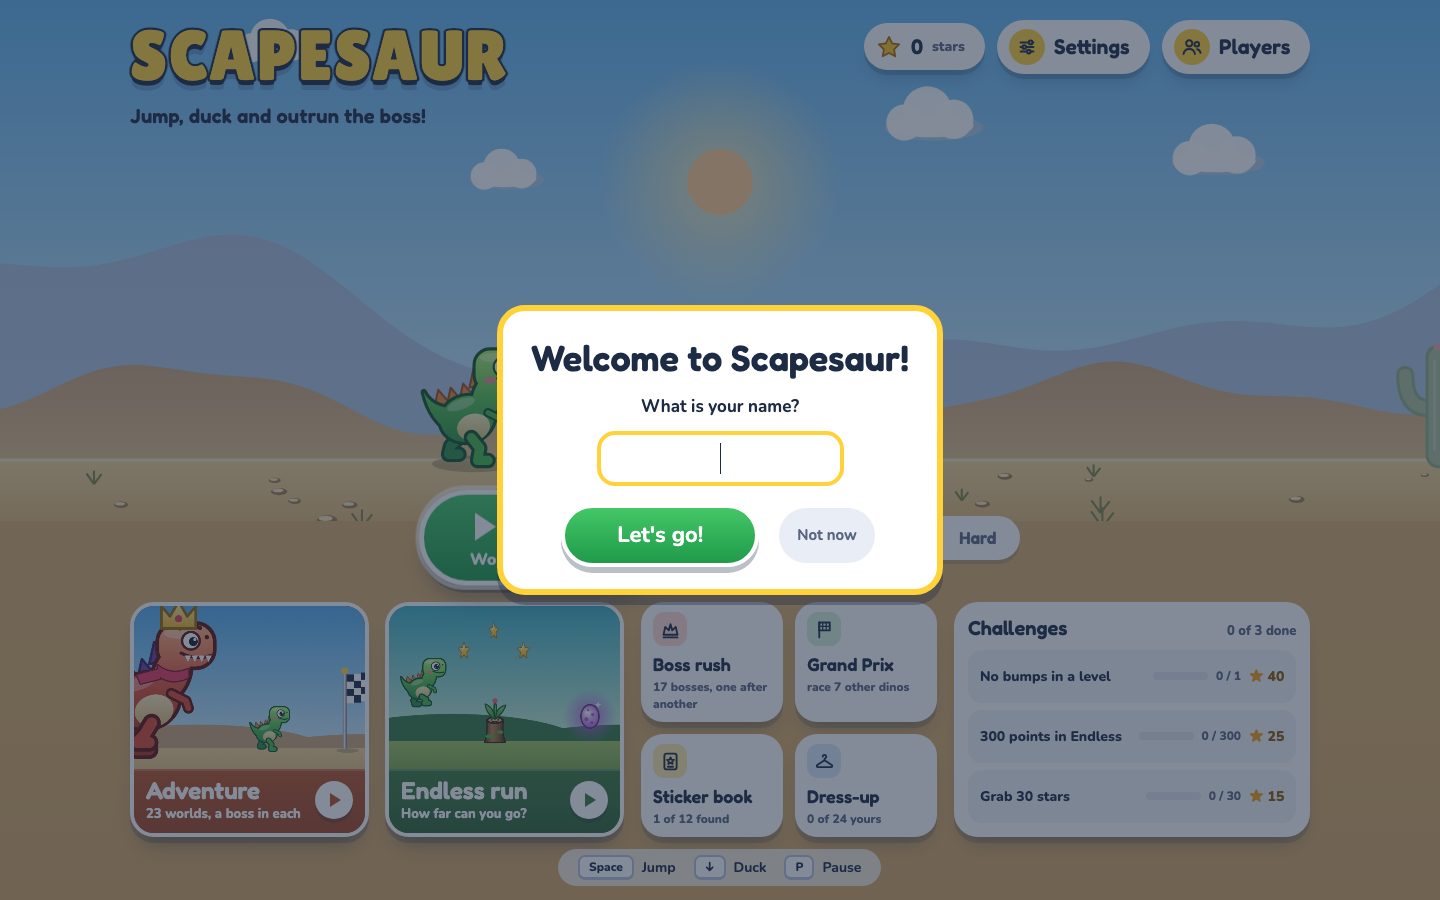 SCAPESAUR
Jump, duck and outrun the boss!
0 stars
Settings
Players
Welcome to Scapesaur!
What is your name?
Let's go!
Not now
Wo
Hard
Adventure
23 worlds, a boss in each
Endless run
How far can you go?
Boss rush
17 bosses, one after
another
Grand Prix
race 7 other dinos
Sticker book
1 of 12 found
Dress-up
0 of 24 yours
Challenges
0 of 3 done
No bumps in a level
0 / 1
40
300 points in Endless
0 / 300
25
Grab 30 stars
0 / 30
15
Space Jump ↓ Duck P Pause